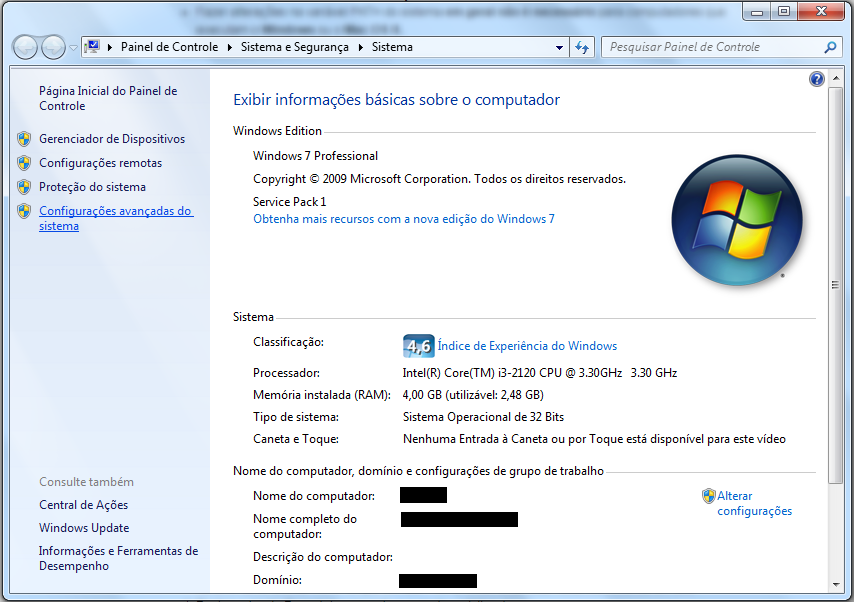 Painel de Controle
Sistema e Segurança
Sistema
Pesquisar Painel de Controle
Página Inicial do Painel de
Controle
Gerenciador de Dispositivos
Configurações remotas
Proteção do sistema
Configurações avançadas do
sistema
Consulte também
Central de Ações
Windows Update
Informações e Ferramentas de
Desempenho
Exibir informações básicas sobre o computador
Windows Edition
Windows 7 Professional
Copyright © 2009 Microsoft Corporation. Todos os direitos reservados.
Service Pack 1
Obtenha mais recursos com a nova edição do Windows 7
Sistema
Classificação: 4,6 Índice de Experiência do Windows
Processador: Intel(R) Core(TM) i3-2120 CPU @ 3.30GHz 3.30 GHz
Memória instalada (RAM): 4,00 GB (utilizável: 2,48 GB)
Tipo de sistema: Sistema Operacional de 32 Bits
Caneta e Toque: Nenhuma Entrada à Caneta ou por Toque está disponível para este vídeo
Nome do computador, domínio e configurações de grupo de trabalho
Nome do computador:
Alterar
configurações
Nome completo do
computador:
Descrição do computador:
Domínio: